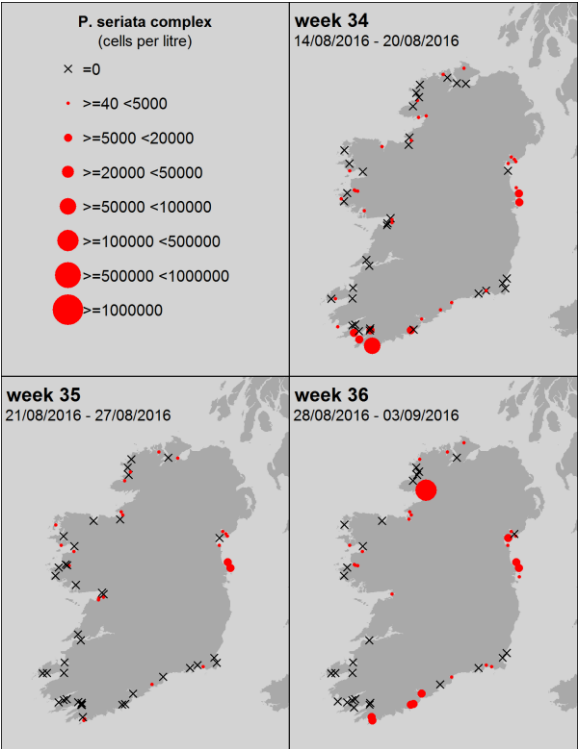 P. seriata complex
(cells per litre)
=0
>=40 <5000
>=5000 <20000
>=20000 <50000
>=50000 <100000
>=100000 <500000
>=500000 <1000000
>=1000000
week 34
14/08/2016 - 20/08/2016
week 35
21/08/2016 - 27/08/2016
week 36
28/08/2016 - 03/09/2016